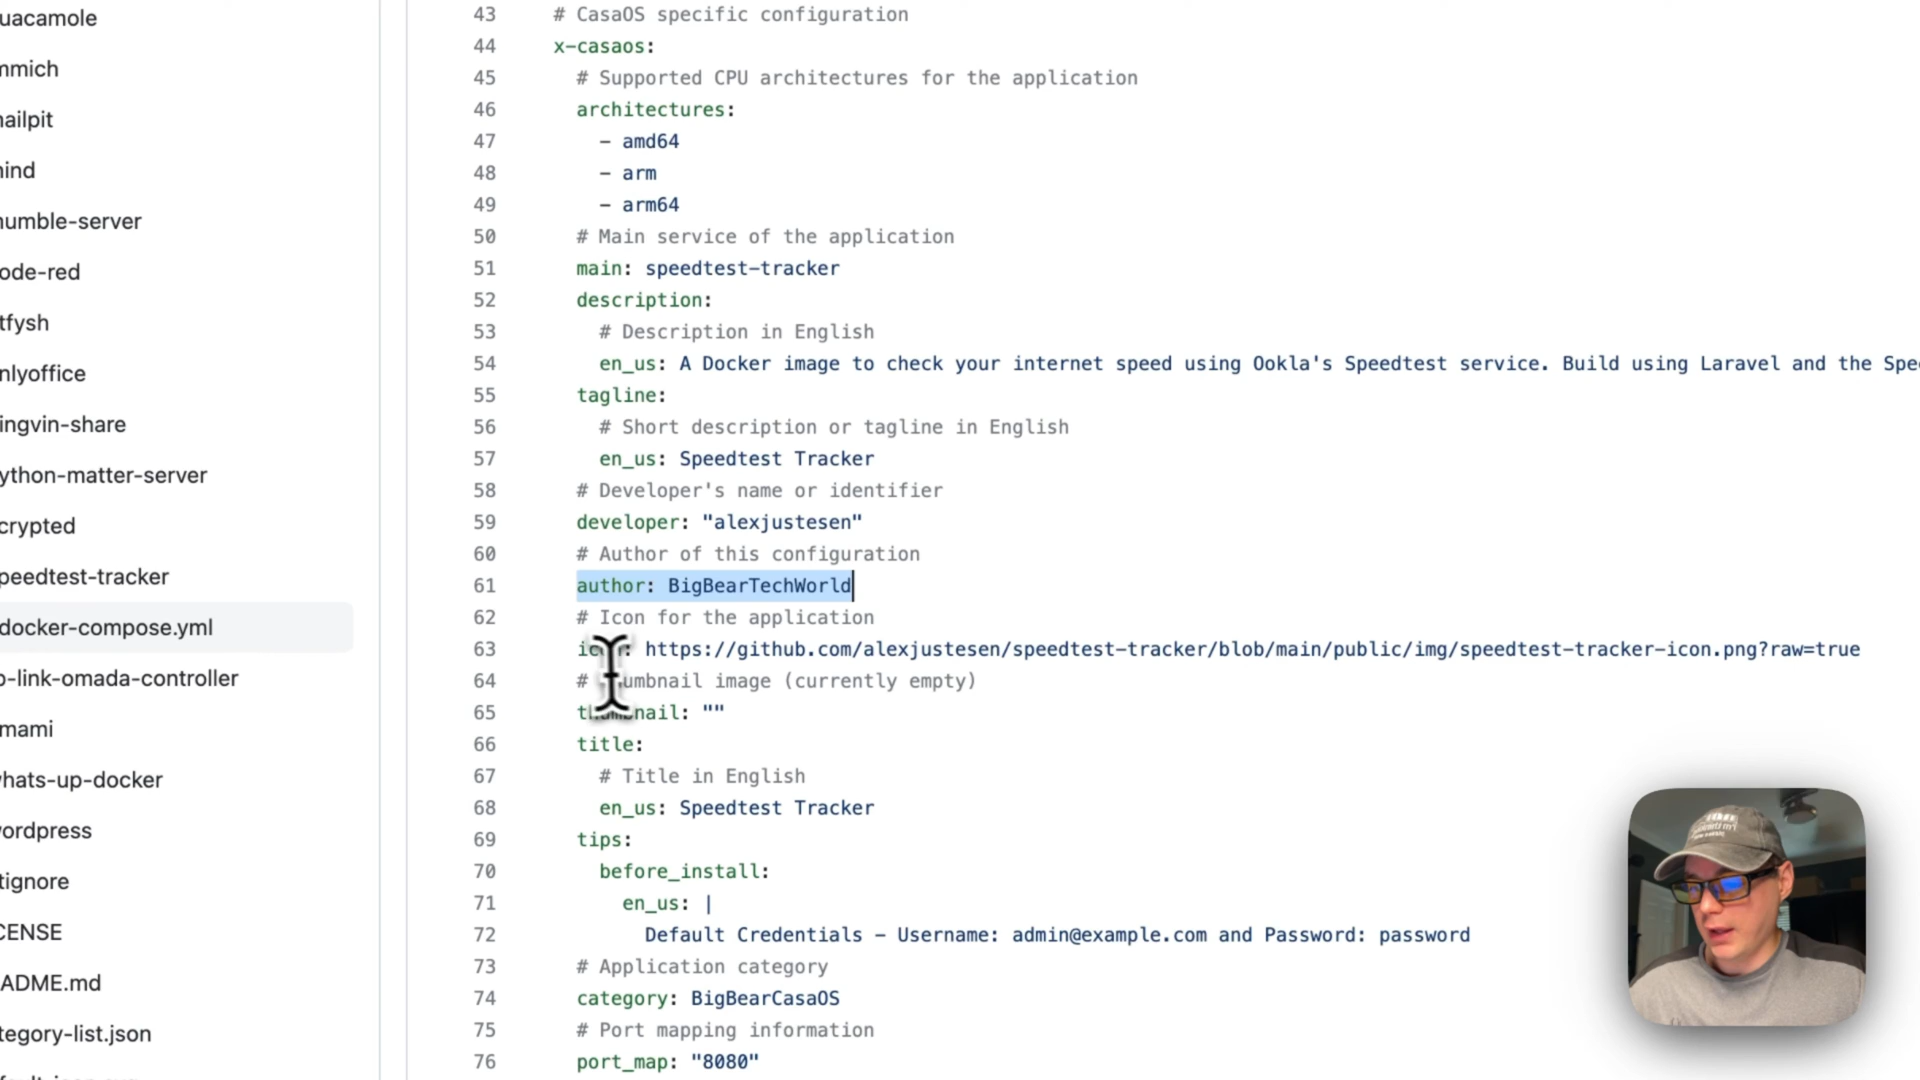 uacamole
mmich
nailpit
nind
numble-server
ode-red
tfysh
nlyoffice
ingvin-share
ython-matter-server
crypted
peedtest-tracker
docker-compose.yml
p-link-omada-controller
mami
whats-up-docker
wordpress
tignore
CENSE
ADME.md
tegory-list.json
43 # CasaOS specific configuration
44 x-casaos:
45 # Supported CPU architectures for the application
46 architectures:
47 - amd64
48 - arm
49 - arm64
50 # Main service of the application
51 main: speedtest-tracker
52 description:
53 # Description in English
54 en_us: A Docker image to check your internet speed using Ookla's Speedtest service. Build using Laravel and the Spe
55 tagline:
56 # Short description or tagline in English
57 en_us: Speedtest Tracker
58 # Developer's name or identifier
59 developer: "alexjustesen"
60 # Author of this configuration
61 author: BigBearTechWorld
62 # Icon for the application
63 icon: https://github.com/alexjustesen/speedtest-tracker/blob/main/public/img/speedtest-tracker-icon.png?raw=true
64 # Thumbnail image (currently empty)
65 thumbnail: ""
66 title:
67 # Title in English
68 en_us: Speedtest Tracker
69 tips:
70 before_install:
71 en_us: |
72 Default Credentials - Username: admin@example.com and Password: password
73 # Application category
74 category: BigBearCasaOS
75 # Port mapping information
76 port_map: "8080"